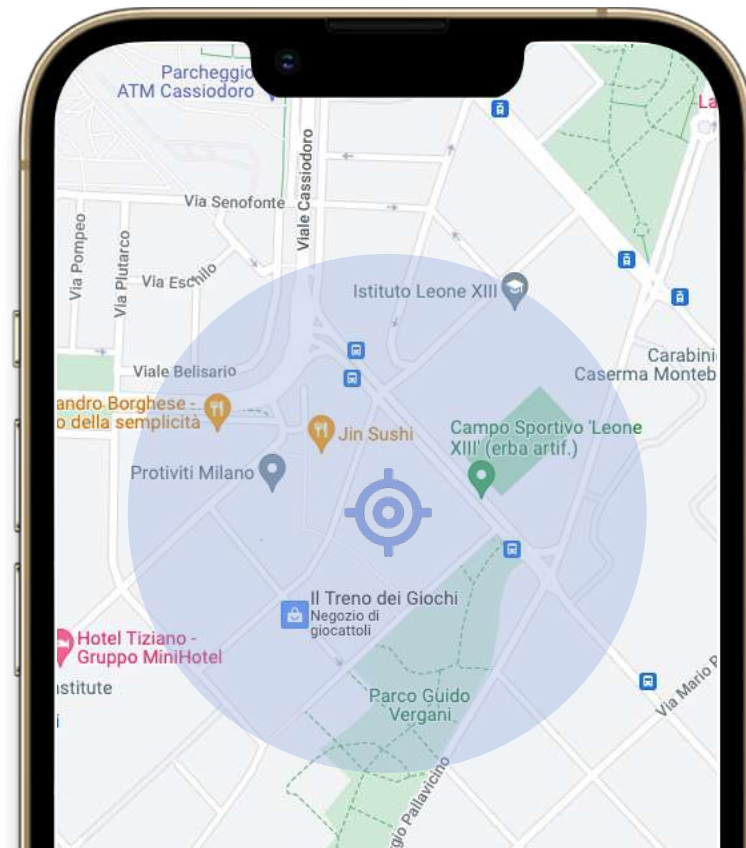 Parcheggio
ATM Cassiodoro
La
Via Senofonte
Viale Cassiodoro
Via Pompeo
Via Plutarco
Via Eschilo
Istituto Leone XIII
Viale Belisario
Carabini
Caserma Monteb
andro Borghese -
o della semplicità
Jin Sushi
Campo Sportivo 'Leone
XIII' (erba artif.)
Protiviti Milano
Il Treno dei Giochi
Negozio di
giocattoli
Hotel Tiziano -
Gruppo MiniHotel
stitute
i
Parco Guido
Vergani
Via Mario P
gio Pallavicino